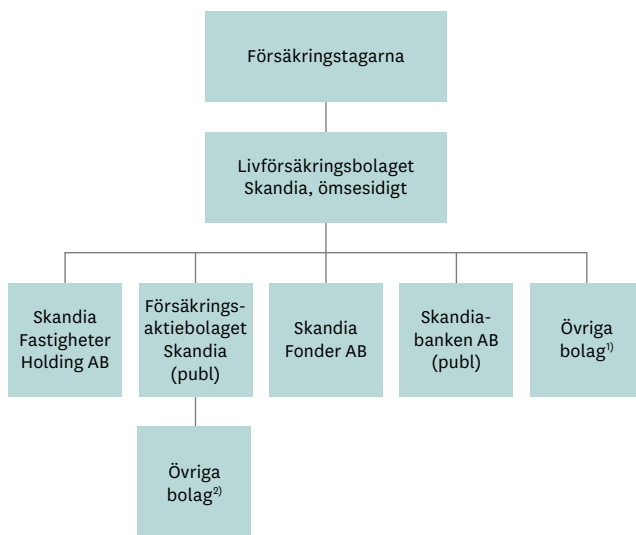 Försäkringstagarna
Livförsäkringsbolaget
Skandia, ömsesidigt
Skandia
Fastigheter
Holding AB
Försäkrings-
aktiebolaget
Skandia
(publ)
Skandia
Fonder AB
Skandia-
banken AB
(publ)
Övriga
bolag¹⁾
Övriga
bolag²⁾